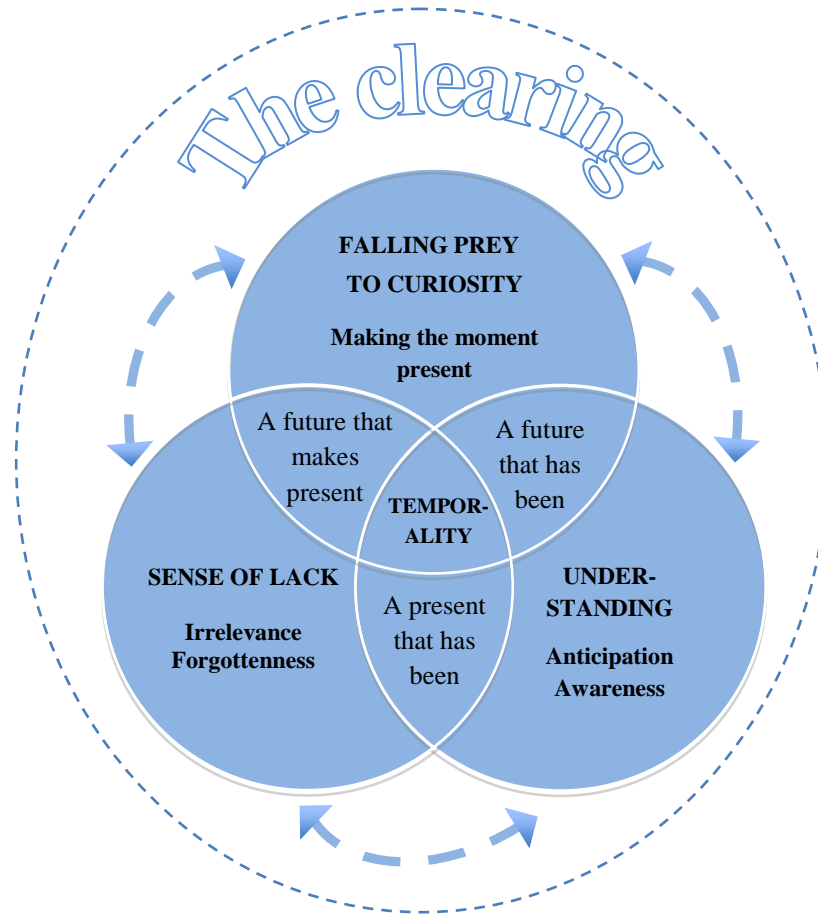 The clearing
FALLING PREY
TO CURIOSITY
Making the moment
present
A future that
makes
present
A future
that has
been
TEMPOR-
ALITY
SENSE OF LACK
Irrelevance
Forgottenness
A present
that has
been
UNDER-
STANDING
Anticipation
Awareness